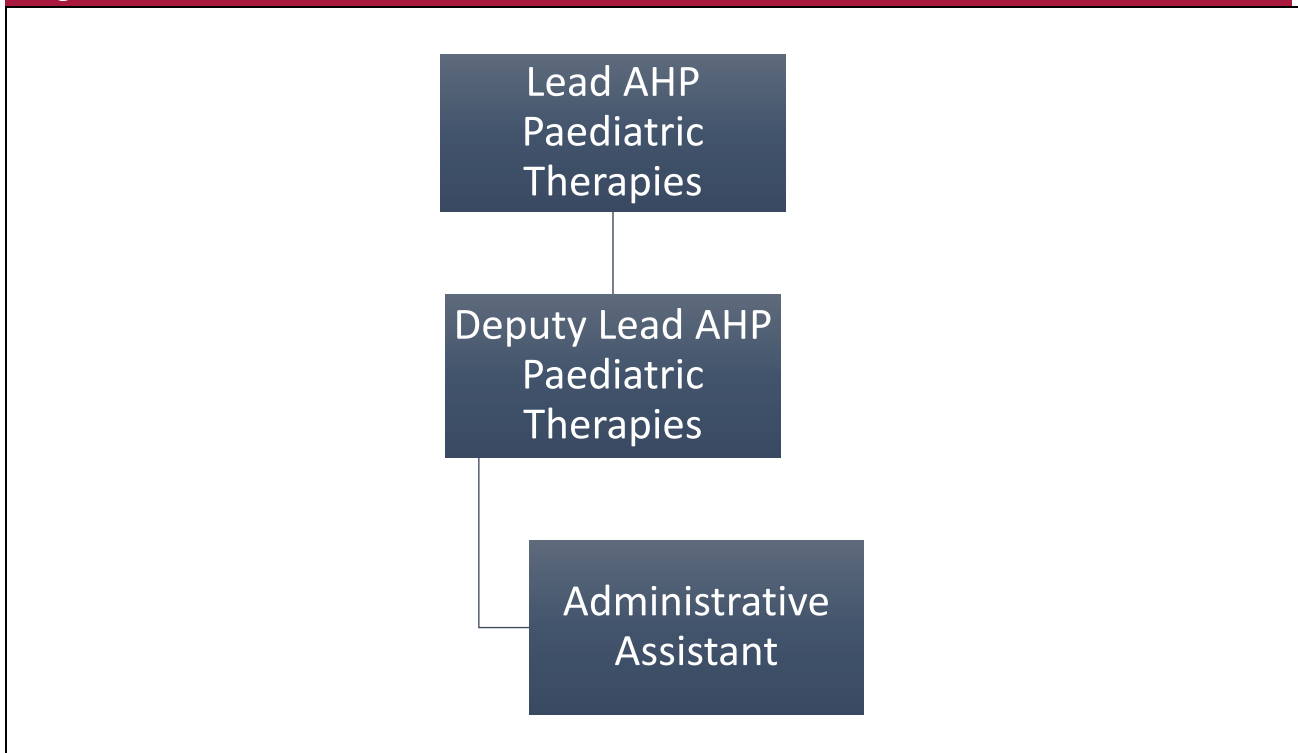 Lead AHP
Paediatric
Therapies
Deputy Lead AHP
Paediatric
Therapies
Administrative
Assistant